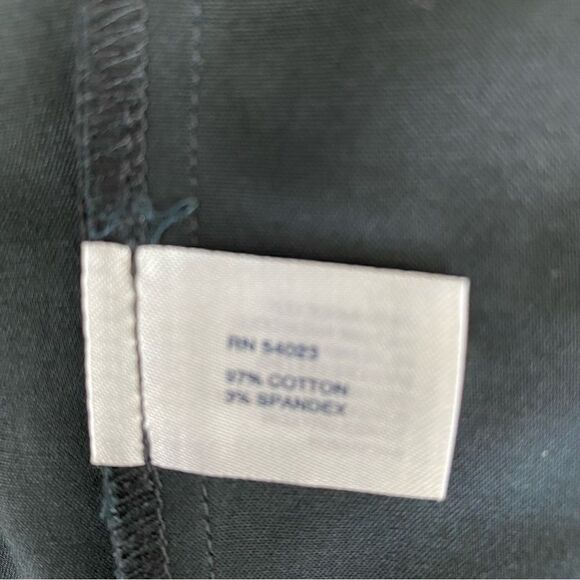 RN 54023
97% COTTON
3% SPANDEX